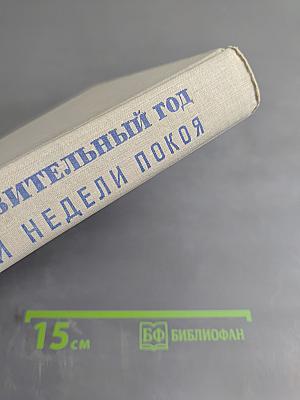 ВИТЕЛЬНЫЙ ГОД
И НЕДЕЛИ ПОКОЯ
15 см
БФ БИБЛИОФАН